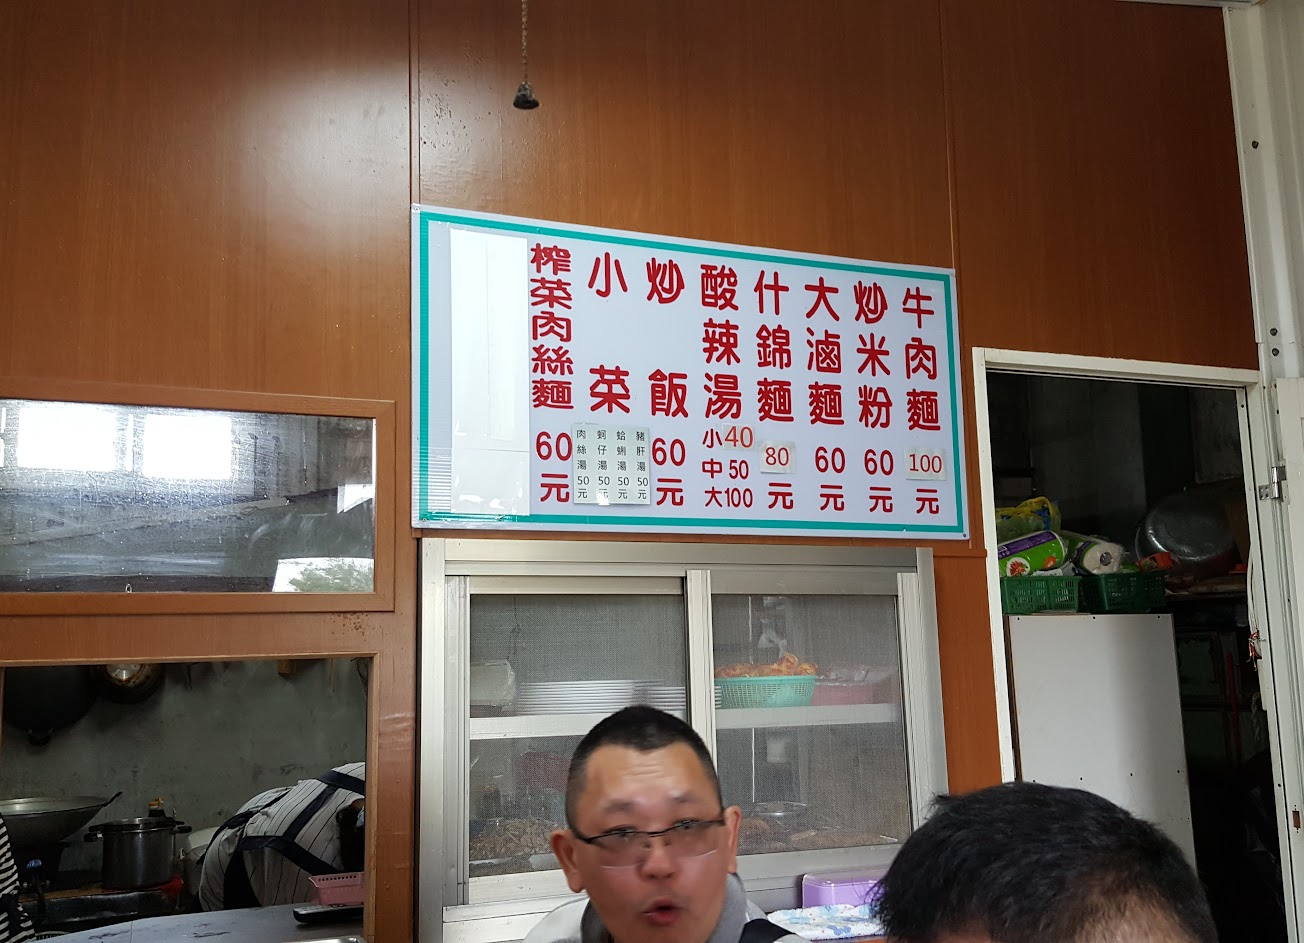 牛肉麵 100元
炒米粉 60元
大滷麵 60元
什錦麵 80元
酸辣湯 小40 中50 大100
炒飯 60元
小菜
豬肝湯50元
蛤蜊湯50元
蚵仔湯50元
肉絲湯50元
榨菜肉絲麵 60元